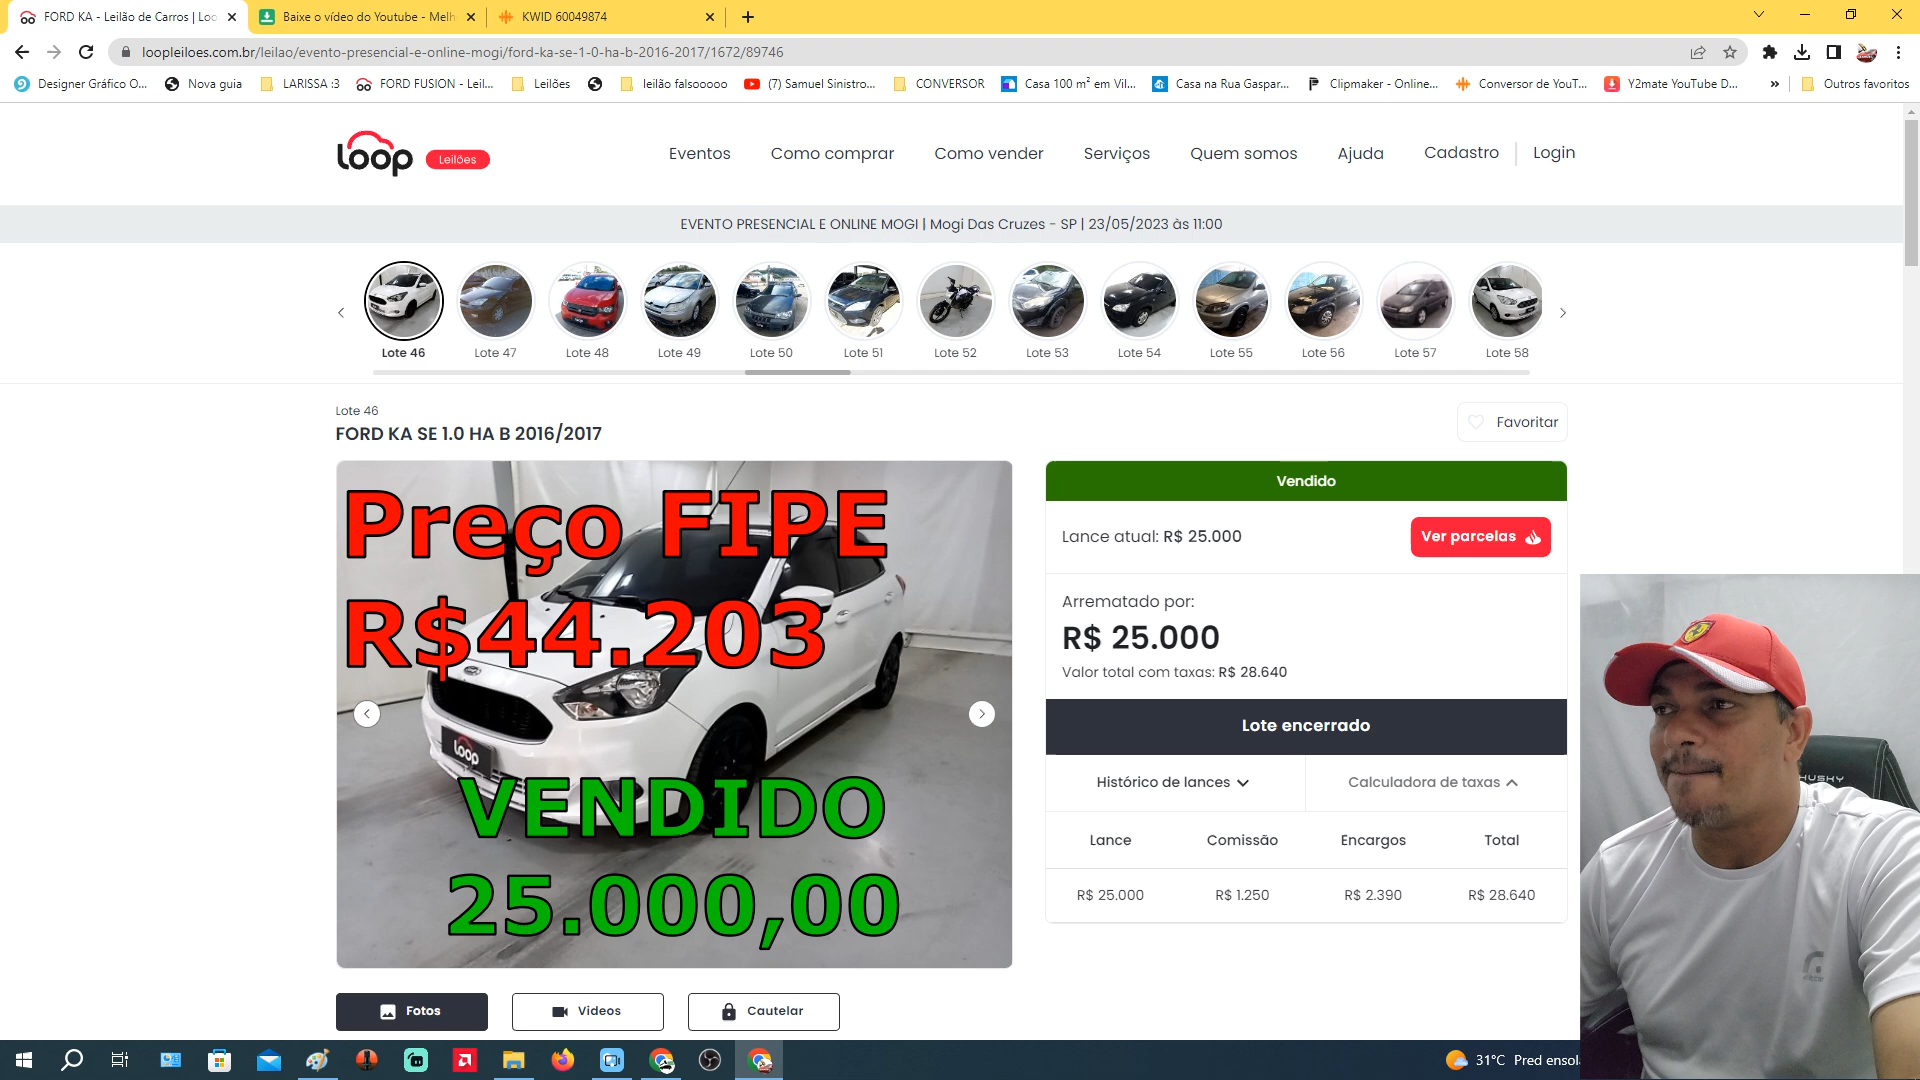 FORD KA - Leilão de Carros | Loo
Baixe o vídeo do Youtube - Melh
KWID 60049874
loopleiloes.com.br/leilao/evento-presencial-e-online-mogi/ford-ka-se-1-0-ha-b-2016-2017/1672/89746
Designer Gráfico O...
Nova guia
LARISSA :3
FORD FUSION - Leil...
Leilões
leilão falsooooo
(7) Samuel Sinistro...
CONVERSOR
Casa 100 m² em Vil...
Casa na Rua Gaspar...
Clipmaker - Online...
Conversor de YouT...
Y2mate YouTube D...
»
Outros favoritos
loop Leilões
Eventos
Como comprar
Como vender
Serviços
Quem somos
Ajuda
Cadastro
Login
EVENTO PRESENCIAL E ONLINE MOGI | Mogi Das Cruzes - SP | 23/05/2023 às 11:00
Lote 46
Lote 47
Lote 48
Lote 49
Lote 50
Lote 51
Lote 52
Lote 53
Lote 54
Lote 55
Lote 56
Lote 57
Lote 58
Lote 46
FORD KA SE 1.0 HA B 2016/2017
Favoritar
Preço FIPE
R$44.203
loop
VENDIDO
25.000,00
Vendido
Lance atual: R$ 25.000
Ver parcelas
Arrematado por:
R$ 25.000
Valor total com taxas: R$ 28.640
Lote encerrado
Histórico de lances
Calculadora de taxas
Lance Comissão Encargos Total
R$ 25.000 R$ 1.250 R$ 2.390 R$ 28.640
HUSKY
Fotos
Videos
Cautelar
31°C Pred ensol